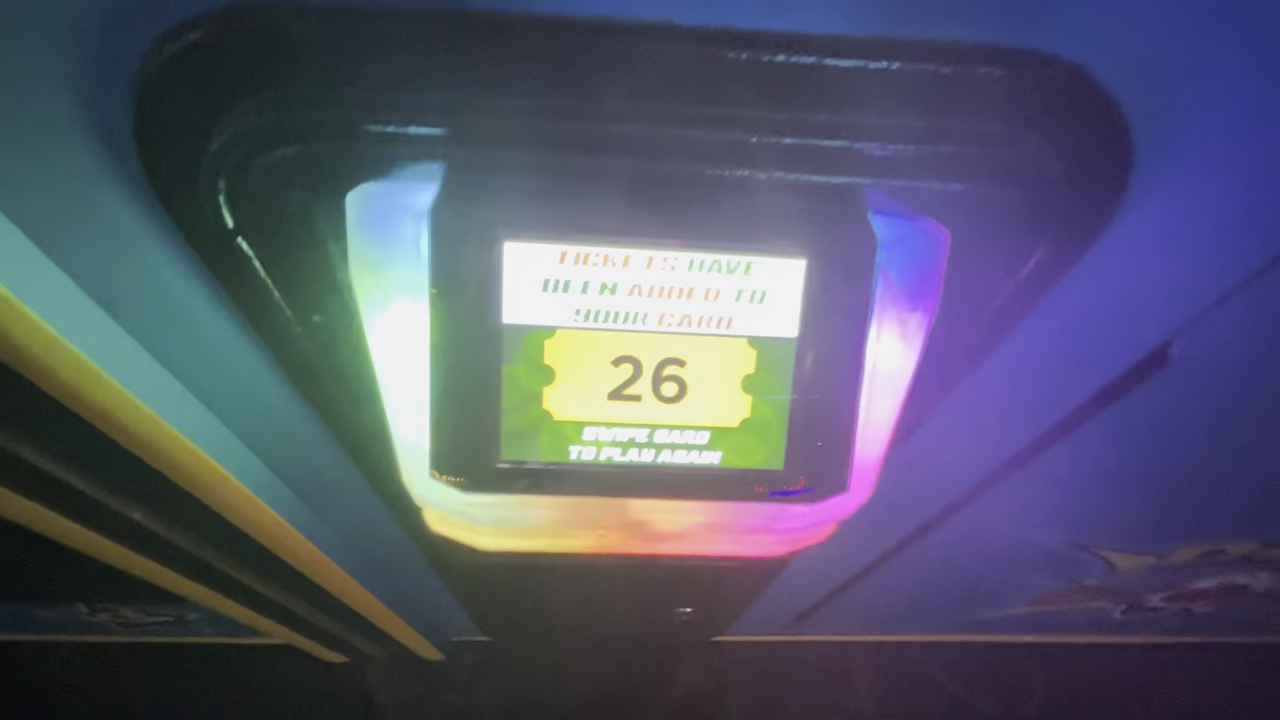 TICKETS HAVE
BEEN ADDED TO
YOUR CARD
26
SWIPE CARD
TO PLAY AGAIN